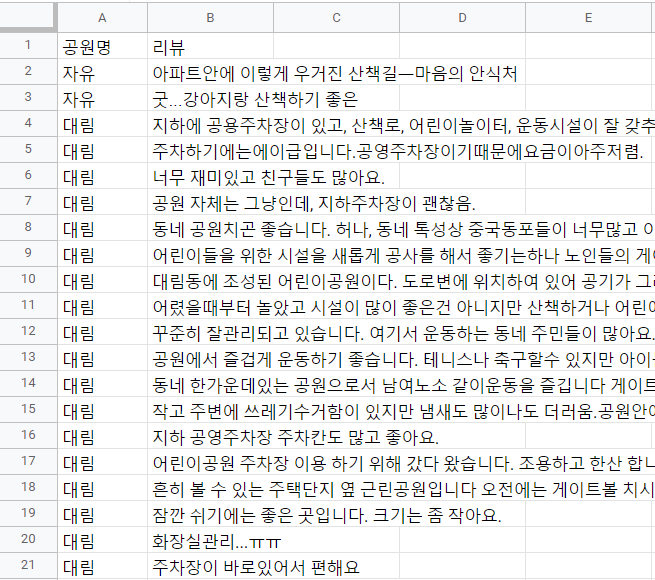 A B C D E
1 공원명 리뷰
2 자유 아파트안에 이렇게 우거진 산책길—마음의 안식처
3 자유 굿...강아지랑 산책하기 좋은
4 대림 지하에 공용주차장이 있고, 산책로, 어린이놀이터, 운동시설이 잘 갖추
5 대림 주차하기에는에이급입니다.공영주차장이기때문에요금이아주저렴.
6 대림 너무 재미있고 친구들도 많아요.
7 대림 공원 자체는 그냥인데, 지하주차장이 괜찮음.
8 대림 동네 공원치곤 좋습니다. 허나, 동네 특성상 중국동포들이 너무많고
9 대림 어린이들을 위한 시설을 새롭게 공사를 해서 좋기는하나 노인들의
10 대림 대림동에 조성된 어린이공원이다. 도로변에 위치하여 있어 공기가
11 대림 어렸을때부터 놀았고 시설이 많이 좋은건 아니지만 산책하거나
12 대림 꾸준히 잘관리되고 있습니다. 여기서 운동하는 동네 주민들이 많아요.
13 대림 공원에서 즐겁게 운동하기 좋습니다. 테니스나 축구할수 있지만
14 대림 동네 한가운데있는 공원으로서 남여노소 같이운동을 즐깁니다 게이트
15 대림 작고 주변에 쓰레기수거함이 있지만 냄새도 많이나도 더러움.공원안
16 대림 지하 공영주차장 주차칸도 많고 좋아요.
17 대림 어린이공원 주차장 이용 하기 위해 갔다 왔습니다. 조용하고 한산
18 대림 흔히 볼 수 있는 주택단지 옆 근린공원입니다 오전에는 게이트볼 치시
19 대림 잠깐 쉬기에는 좋은 곳입니다. 크기는 좀 작아요.
20 대림 화장실관리...ㅠㅠ
21 대림 주차장이 바로있어서 편해요